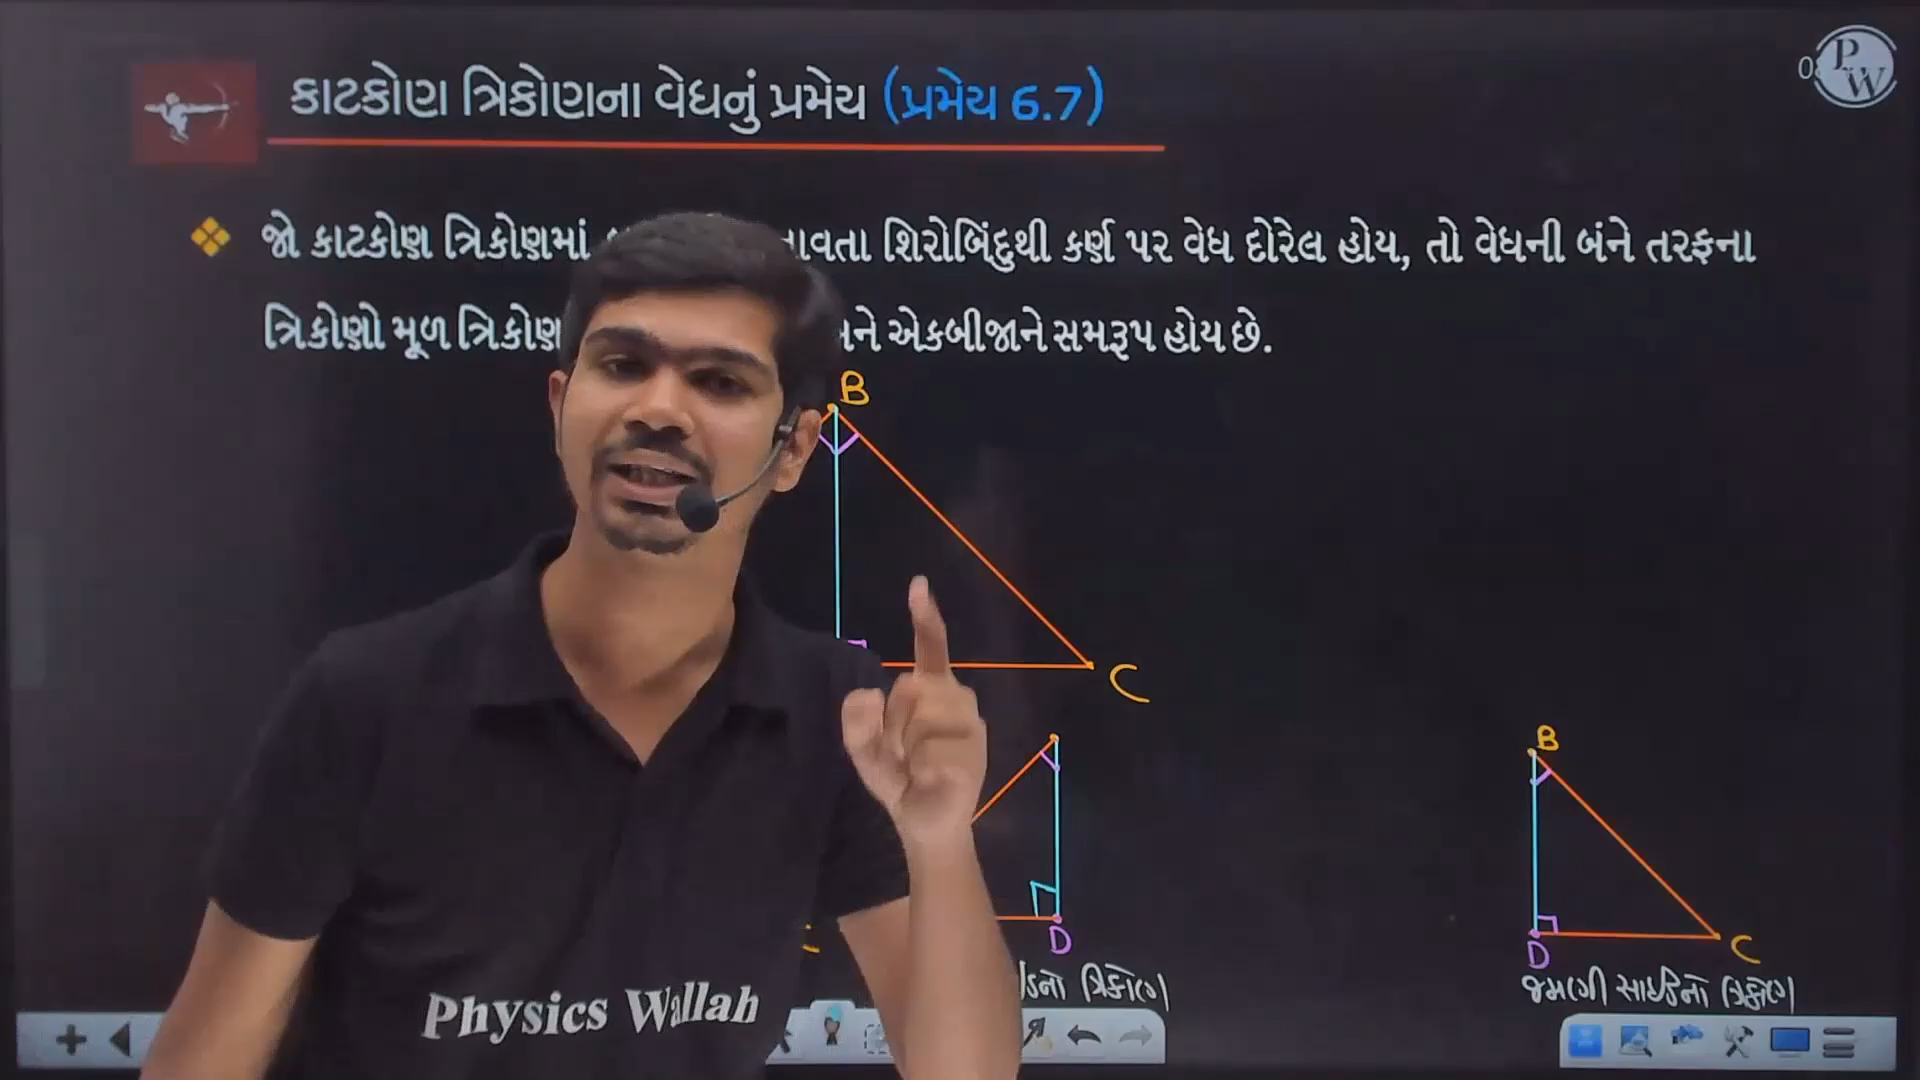 કાટકોણ ત્રિકોણના વેધનું પ્રમેય (પ્રમેય 6.7)
PW
જો કાટકોણ ત્રિકોણમાં શિરોબિંદુથી કર્ણ પર વેધ દોરેલ હોય, તો વેધની બંને તરફના
ત્રિકોણો મૂળ ત્રિકોણ એકબીજાને સમરૂપ હોય છે.
B
C
B
D
D
C
ત્રિકોણ
જમણી સાઈડનો ત્રિકોણ
Physics Wallah